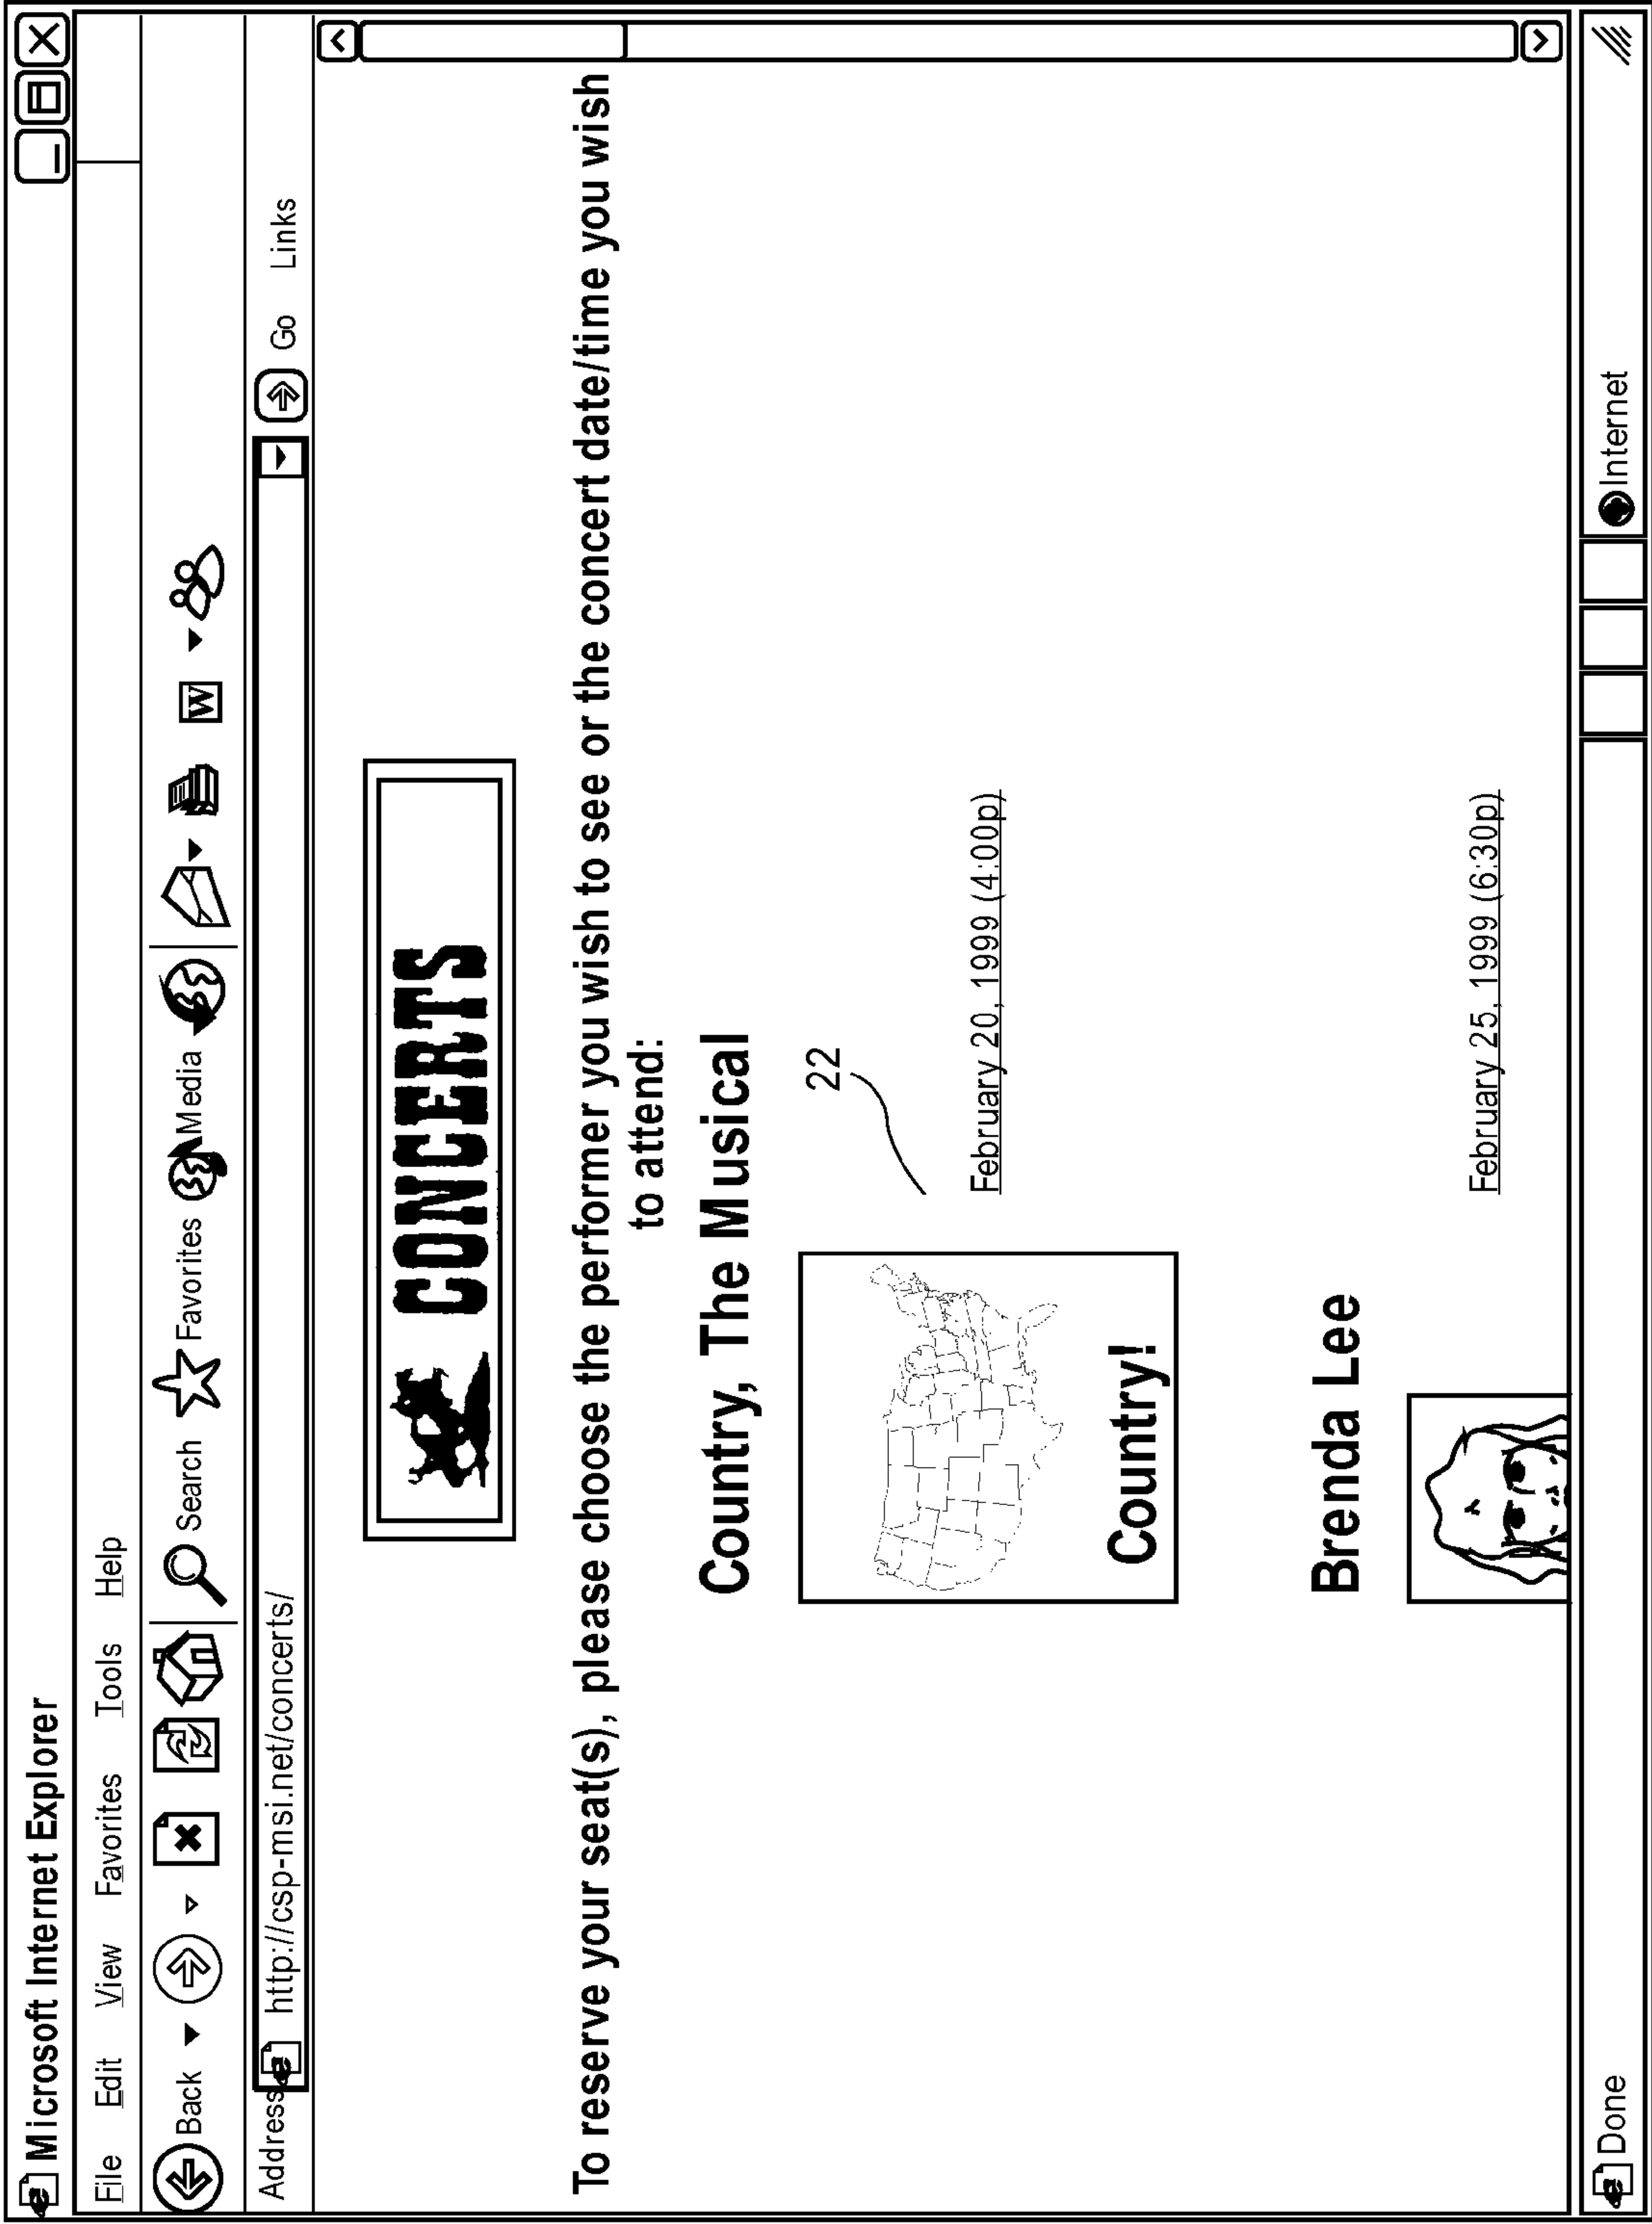 Microsoft Internet Explorer
File Edit View Favorites Tools Help
Back Search Favorites Media W
Address http://csp-msi.net/concerts/ Go Links
CONCERTS
To reserve your seat(s), please choose the performer you wish to see or the concert date/time you wish
to attend:
Country, The Musical
22
February 20, 1999 (4:00p)
Country!
Brenda Lee
February 25, 1999 (6:30p)
Done Internet